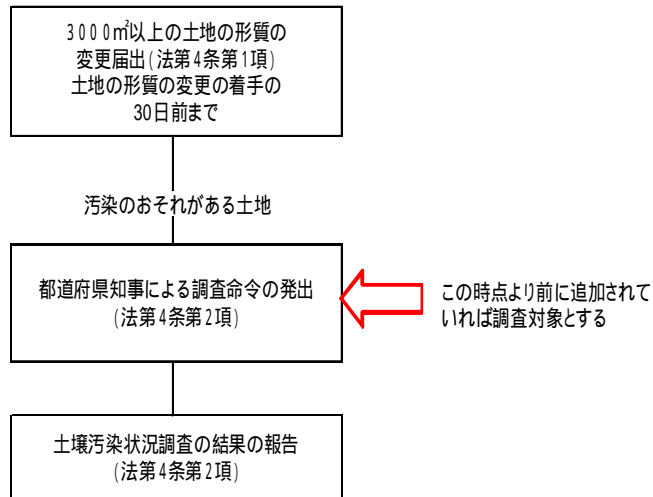 3000㎡以上の土地の形質の
変更届出(法第4条第1項)
土地の形質の変更の着手の
30日前まで
汚染のおそれがある土地
都道府県知事による調査命令の発出
(法第4条第2項)
この時点より前に追加されて
いれば調査対象とする
土壌汚染状況調査の結果の報告
(法第4条第2項)